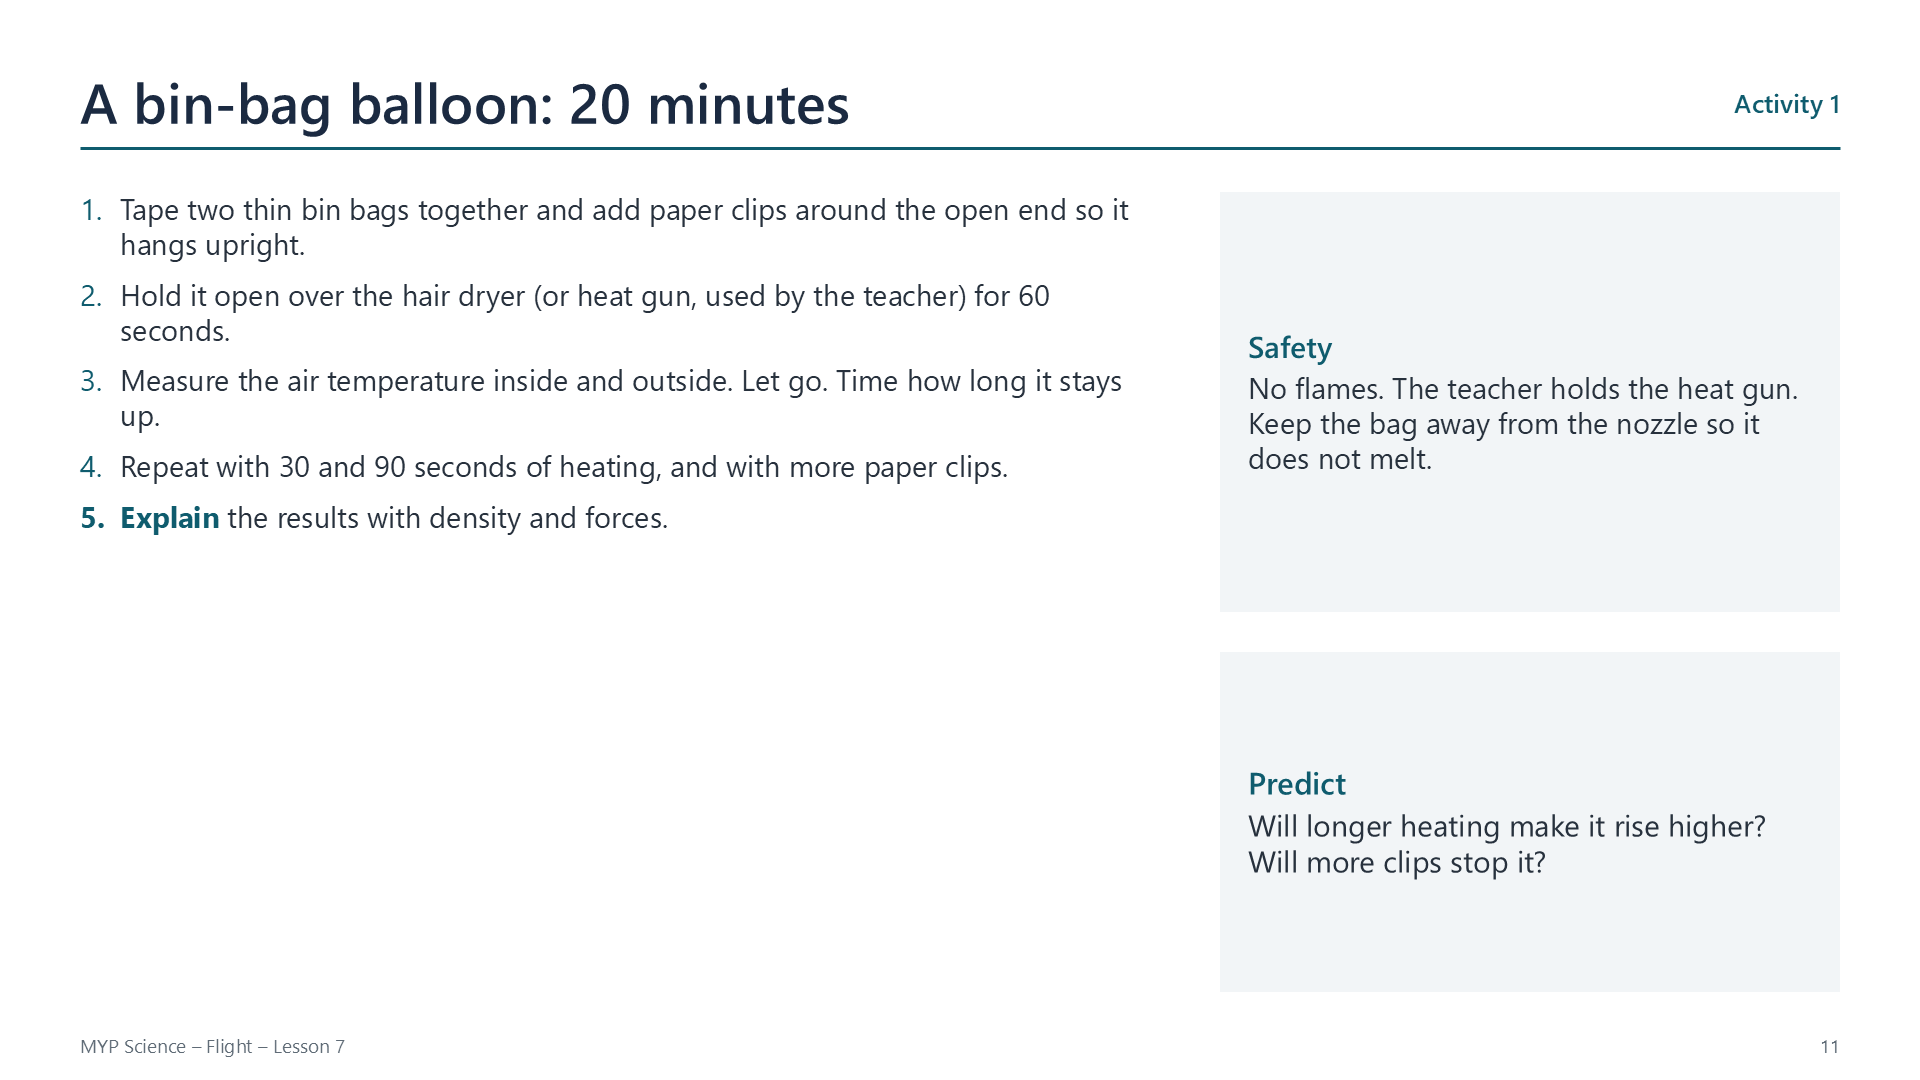 A bin-bag balloon: 20 minutes
Activity 1
1. Tape two thin bin bags together and add paper clips around the open end so it
hangs upright.
2. Hold it open over the hair dryer (or heat gun, used by the teacher) for 60
seconds.
3. Measure the air temperature inside and outside. Let go. Time how long it stays
up.
4. Repeat with 30 and 90 seconds of heating, and with more paper clips.
5. Explain the results with density and forces.
Safety
No flames. The teacher holds the heat gun.
Keep the bag away from the nozzle so it
does not melt.
Predict
Will longer heating make it rise higher?
Will more clips stop it?
MYP Science – Flight – Lesson 7
11